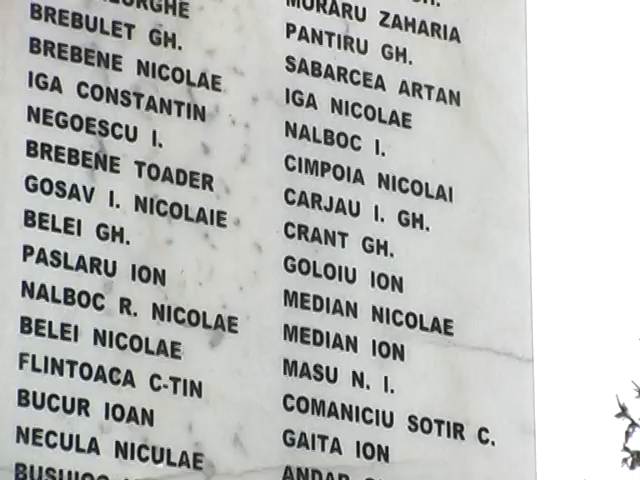 BREBULET GH.
BREBENE NICOLAE
IGA CONSTANTIN
NEGOESCU I.
BREBENE TOADER
GOSAV I. NICOLAIE
BELEI GH.
PASLARU ION
NALBOC R. NICOLAE
BELEI NICOLAE
FLINTOACA C-TIN
BUCUR IOAN
NECULA NICULAE
MORARU ZAHARIA
PANTIRU GH.
SABARCEA ARTAN
IGA NICOLAE
NALBOC I.
CIMPOIA NICOLAI
CARJAU I. GH.
CRANT GH.
GOLOIU ION
MEDIAN NICOLAE
MEDIAN ION
MASU N. I.
COMANICIU SOTIR C.
GAITA ION